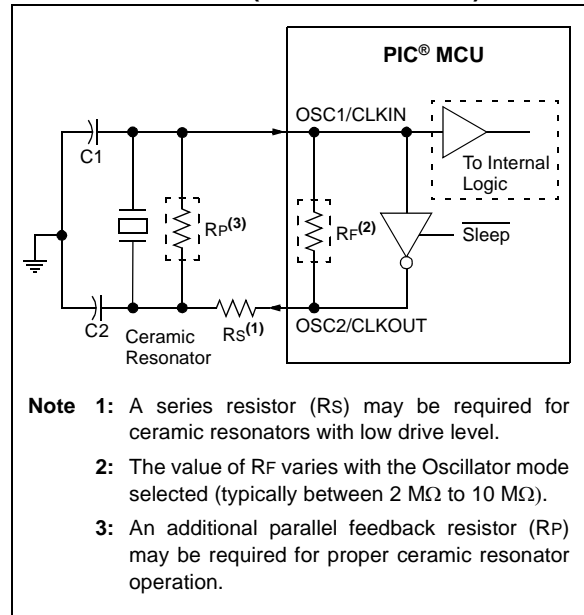 PIC® MCU
OSC1/CLKIN
C1
To Internal
Logic
RP(3)
RF(2)
Sleep
C2
Ceramic
Resonator
RS(1)
OSC2/CLKOUT
Note 1: A series resistor (RS) may be required for
ceramic resonators with low drive level.
2: The value of RF varies with the Oscillator mode
selected (typically between 2 MΩ to 10 MΩ).
3: An additional parallel feedback resistor (RP)
may be required for proper ceramic resonator
operation.